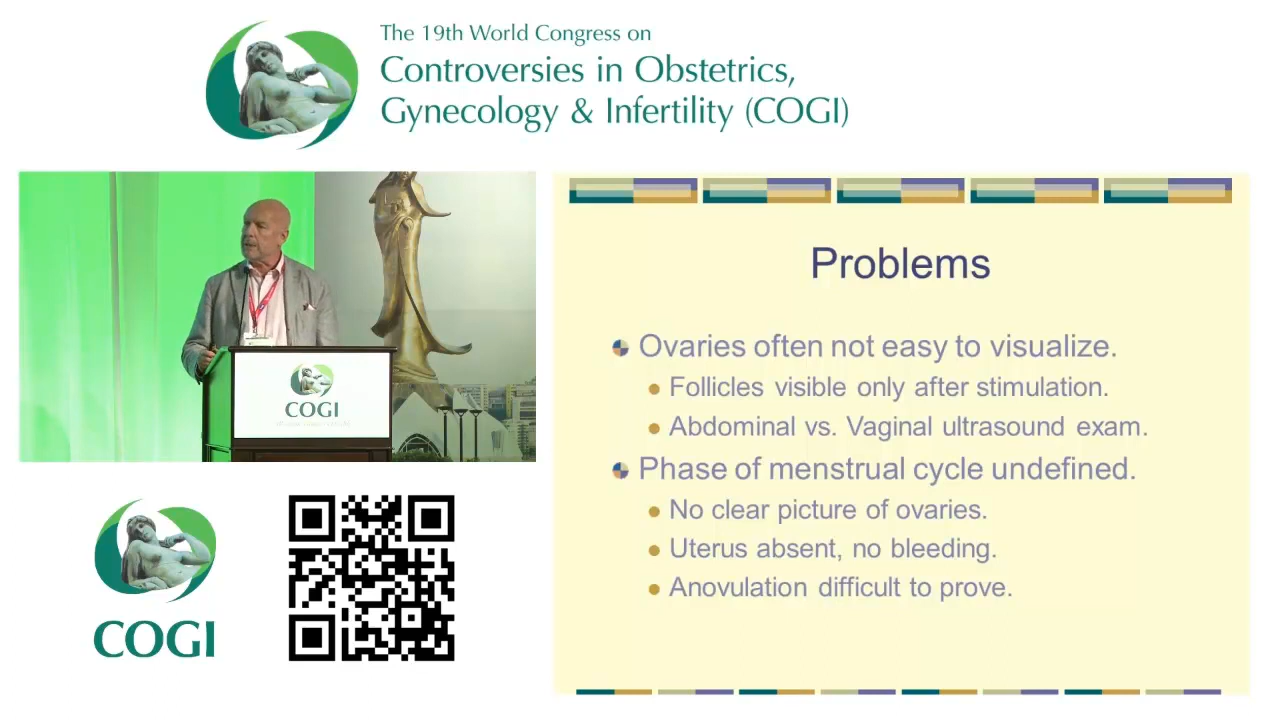 The 19th World Congress on
Controversies in Obstetrics,
Gynecology & Infertility (COGI)
COGI
Problems
Ovaries often not easy to visualize.
Follicles visible only after stimulation.
Abdominal vs. Vaginal ultrasound exam.
Phase of menstrual cycle undefined.
No clear picture of ovaries.
Uterus absent, no bleeding.
Anovulation difficult to prove.
COGI